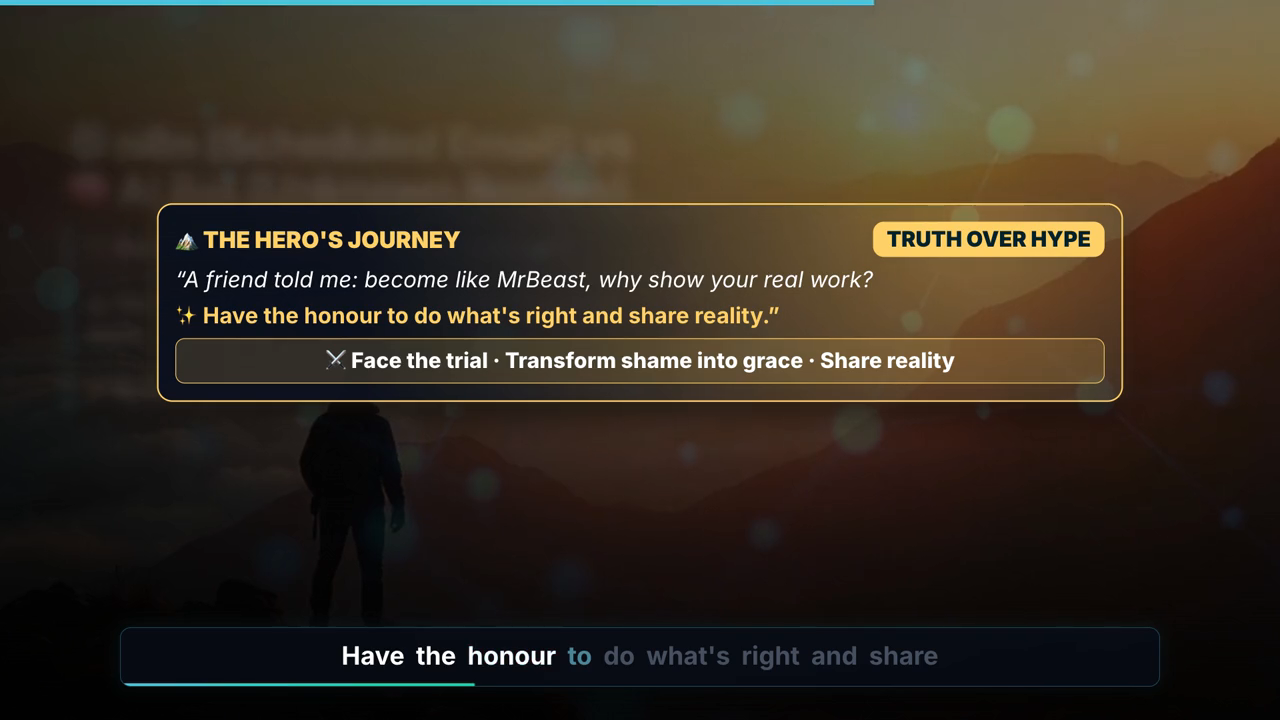 ⛰️ THE HERO'S JOURNEY
TRUTH OVER HYPE
“A friend told me: become like MrBeast, why show your real work?
✨ Have the honour to do what's right and share reality.”
⚔️ Face the trial · Transform shame into grace · Share reality
Have the honour to do what's right and share